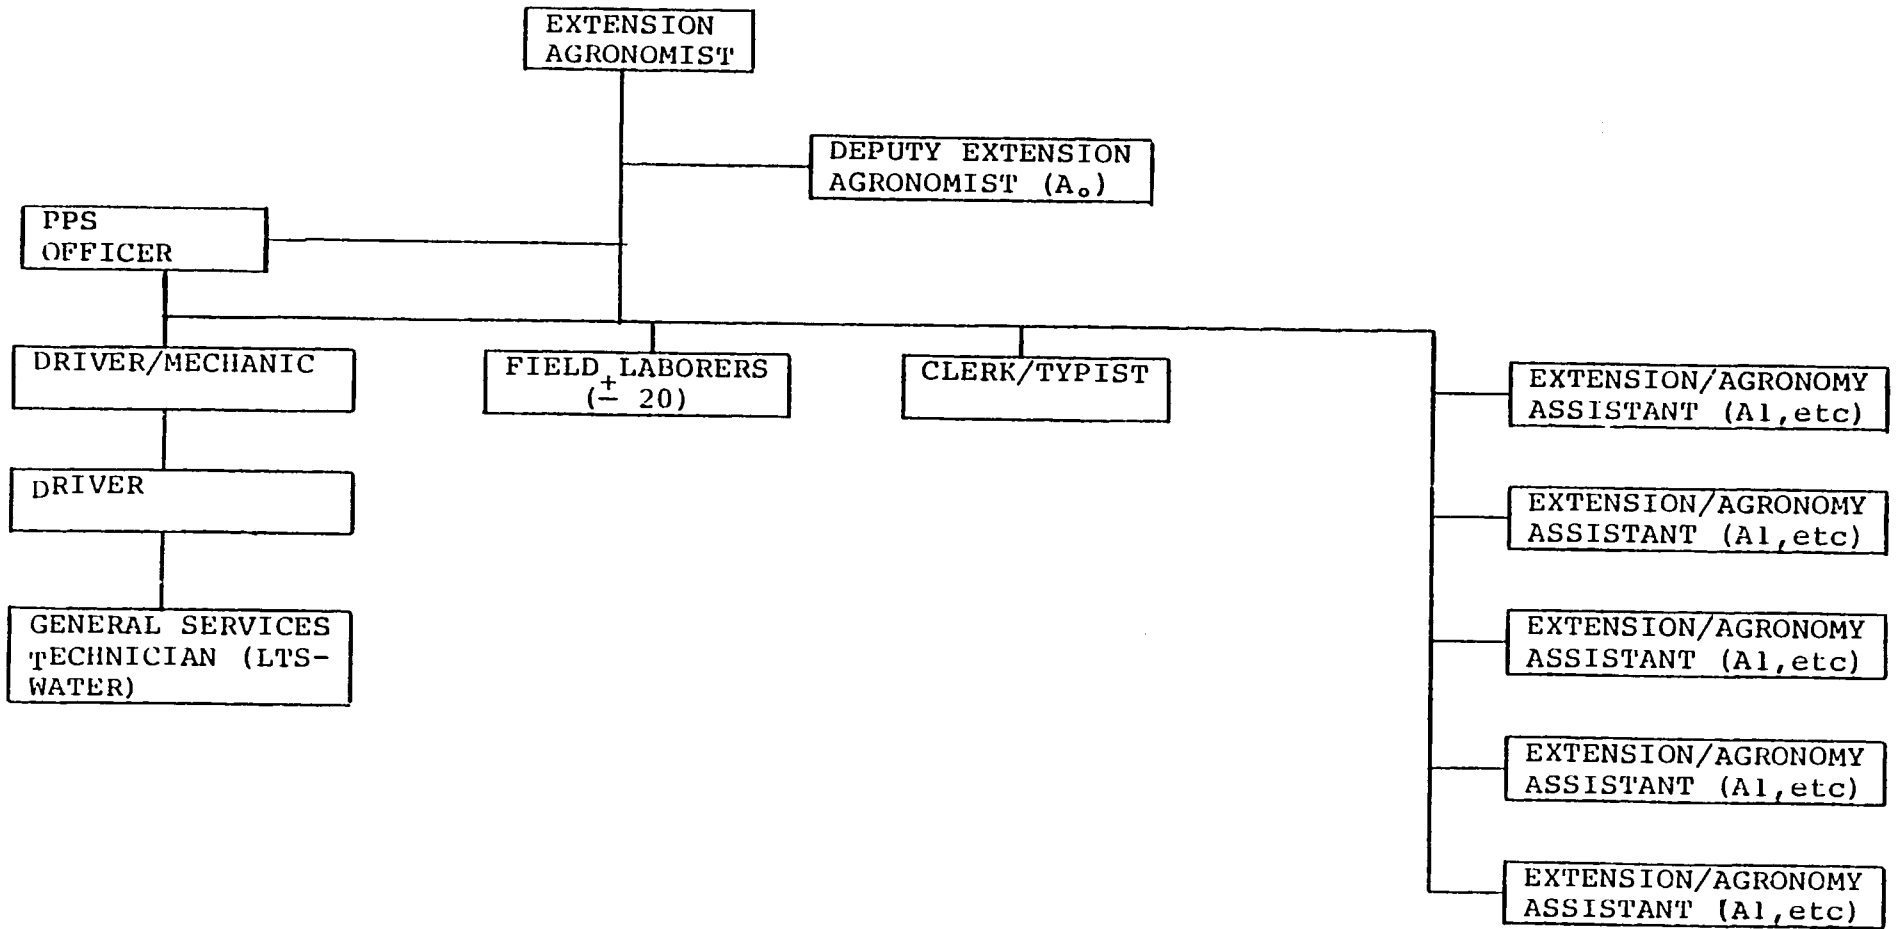 EXTENSION
AGRONOMIST
DEPUTY EXTENSION
AGRONOMIST (Ao)
PPS
OFFICER
DRIVER/MECHANIC
FIELD LABORERS
(± 20)
CLERK/TYPIST
EXTENSION/AGRONOMY
ASSISTANT (A1,etc)
DRIVER
EXTENSION/AGRONOMY
ASSISTANT (A1,etc)
GENERAL SERVICES
TECHNICIAN (LTS-
WATER)
EXTENSION/AGRONOMY
ASSISTANT (A1,etc)
EXTENSION/AGRONOMY
ASSISTANT (A1,etc)
EXTENSION/AGRONOMY
ASSISTANT (A1,etc)